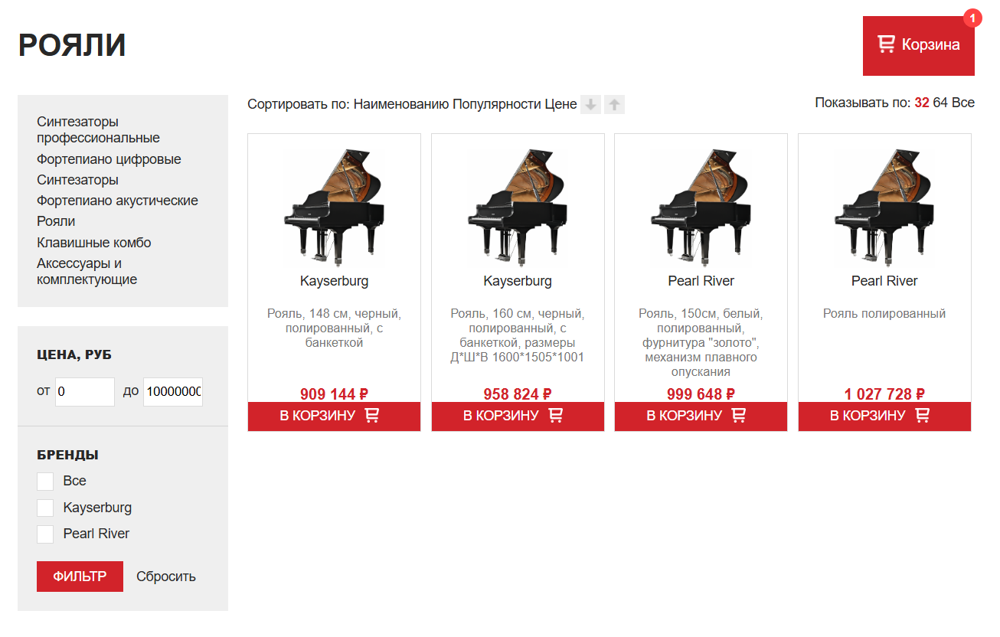 РОЯЛИ
1
Корзина
Синтезаторы
профессиональные
Фортепиано цифровые
Синтезаторы
Фортепиано акустические
Рояли
Клавишные комбо
Аксессуары и
комплектующие
ЦЕНА, РУБ
от 0 до 10000000
БРЕНДЫ
Все
Kayserburg
Pearl River
ФИЛЬТР Сбросить
Сортировать по: Наименованию Популярности Цене
Показывать по: 32 64 Все
Kayserburg
Рояль, 148 см, черный,
полированный, с
банкеткой
909 144 ₽
В КОРЗИНУ
Kayserburg
Рояль, 160 см, черный,
полированный, с
банкеткой, размеры
Д*Ш*В 1600*1505*1001
958 824 ₽
В КОРЗИНУ
Pearl River
Рояль, 150см, белый,
полированный,
фурнитура "золото",
механизм плавного
опускания
999 648 ₽
В КОРЗИНУ
Pearl River
Рояль полированный
1 027 728 ₽
В КОРЗИНУ